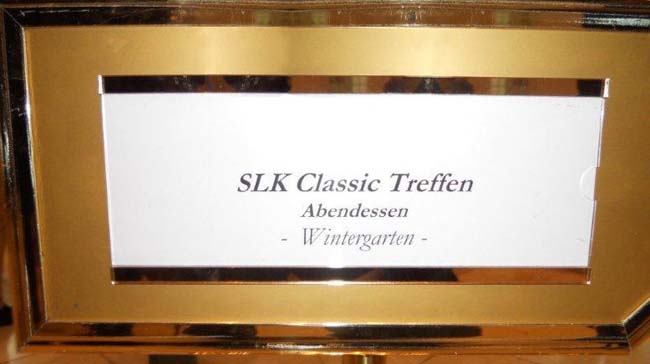 SLK Classic Treffen
Abendessen
- Wintergarten -